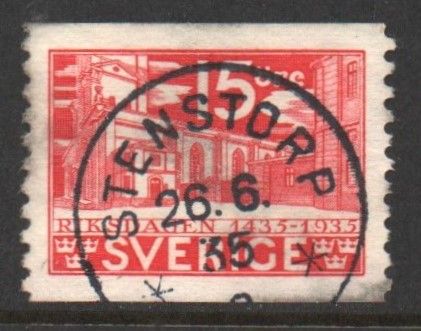 15 öre
STENSTORP
26. 6.
35
RIKSDAGEN 1435-1935
SVERIGE